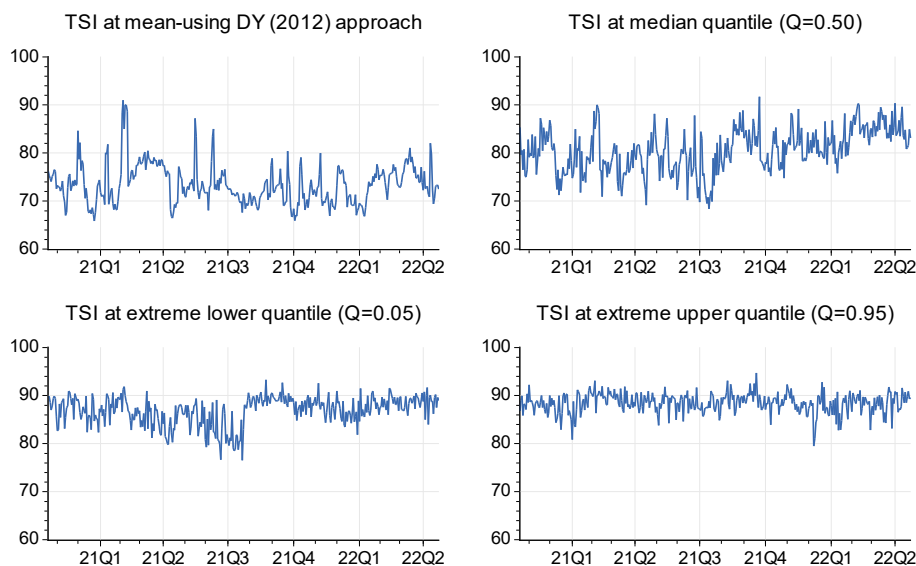 TSI at mean-using DY (2012) approach
100
90
80
70
60
21Q1 21Q2 21Q3 21Q4 22Q1 22Q2
TSI at median quantile (Q=0.50)
100
90
80
70
60
21Q1 21Q2 21Q3 21Q4 22Q1 22Q2
TSI at extreme lower quantile (Q=0.05)
100
90
80
70
60
21Q1 21Q2 21Q3 21Q4 22Q1 22Q2
TSI at extreme upper quantile (Q=0.95)
100
90
80
70
60
21Q1 21Q2 21Q3 21Q4 22Q1 22Q2